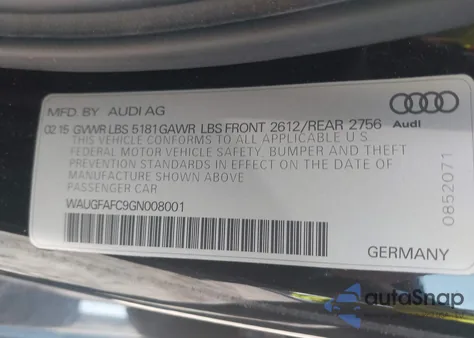 MFD. BY AUDI AG
02.15 GVWR LBS 5181 GAWR LBS FRONT 2612/REAR 2756
Audi
THIS VEHICLE CONFORMS TO ALL APPLICABLE U S
FEDERAL MOTOR VEHICLE SAFETY, BUMPER AND THEFT
PREVENTION STANDARDS IN EFFECT ON THE DATE OF
MANUFACTURE SHOWN ABOVE
PASSENGER CAR
WAUGFAFC9GN008001
0852071
GERMANY
autoSnap